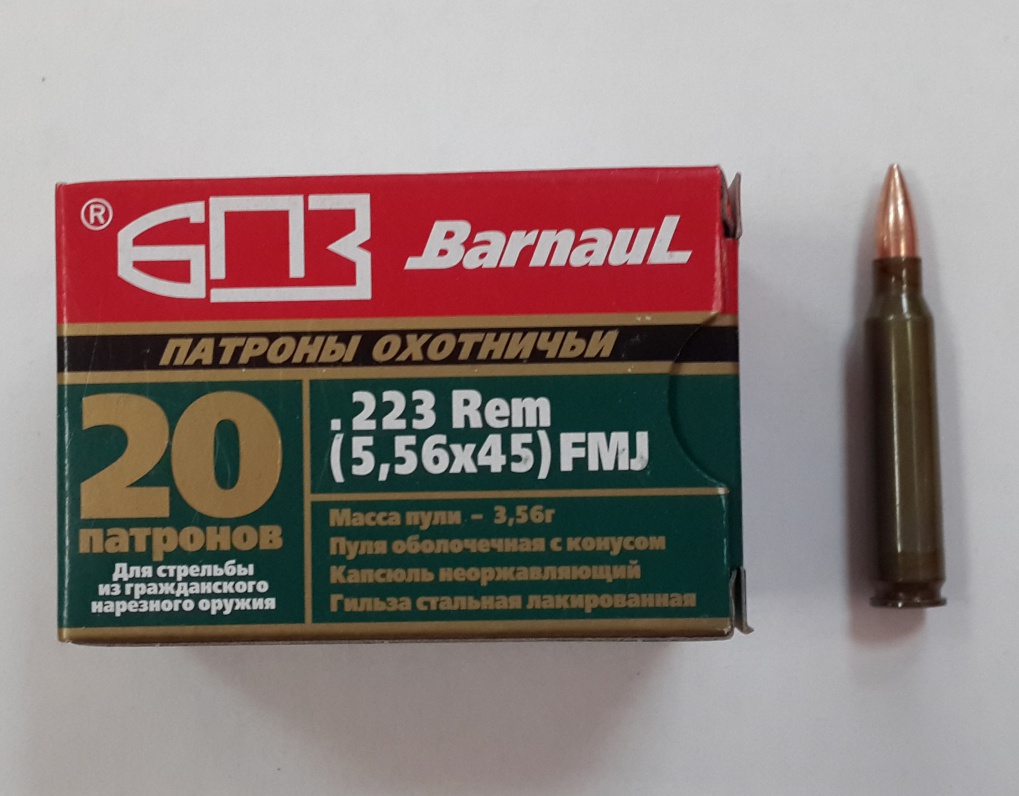 ® БПЗ Barnaul
ПАТРОНЫ ОХОТНИЧЬИ
20
патронов
Для стрельбы
из гражданского
нарезного оружия
.223 Rem
(5,56x45) FMJ
Масса пули – 3,56г
Пуля оболочечная с конусом
Капсюль неоржавляющий
Гильза стальная лакированная